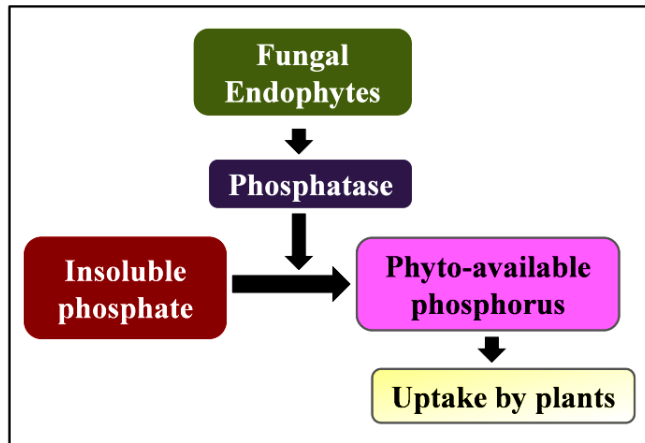 Fungal
Endophytes
Phosphatase
Insoluble
phosphate
Phyto-available
phosphorus
Uptake by plants